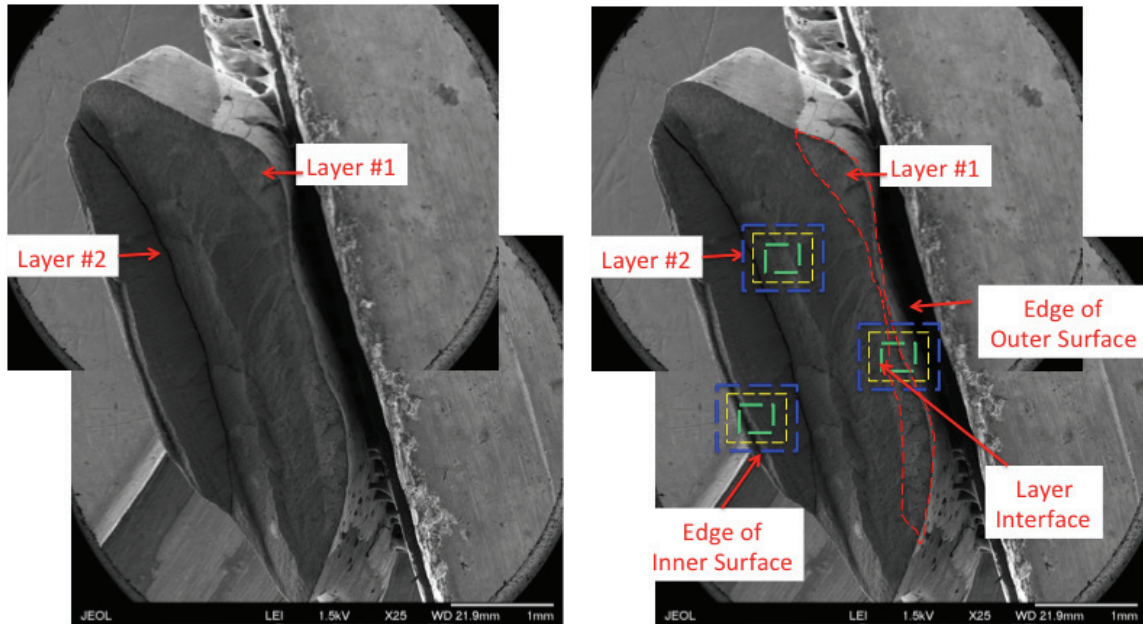 Layer #1
Layer #2
JEOL LEI 1.5kV X25 WD 21.9mm 1mm
Layer #1
Layer #2
Edge of
Outer Surface
Layer
Interface
Edge of
Inner Surface
JEOL LEI 1.5kV X25 WD 21.9mm 1mm